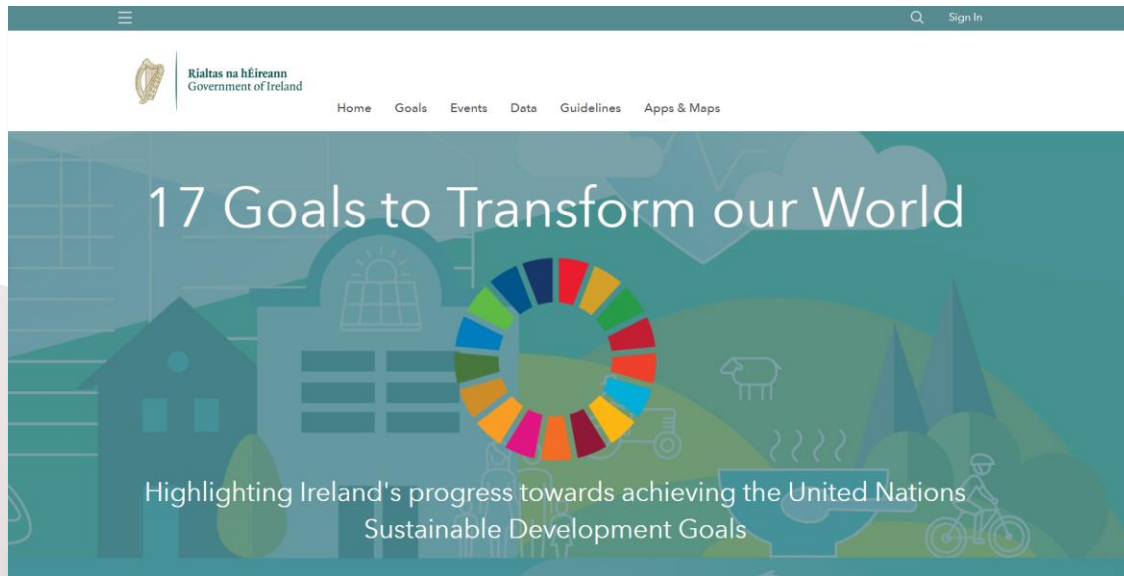 Sign In
Rialtas na hÉireann
Government of Ireland
Home Goals Events Data Guidelines Apps & Maps
17 Goals to Transform our World
Highlighting Ireland's progress towards achieving the United Nations
Sustainable Development Goals